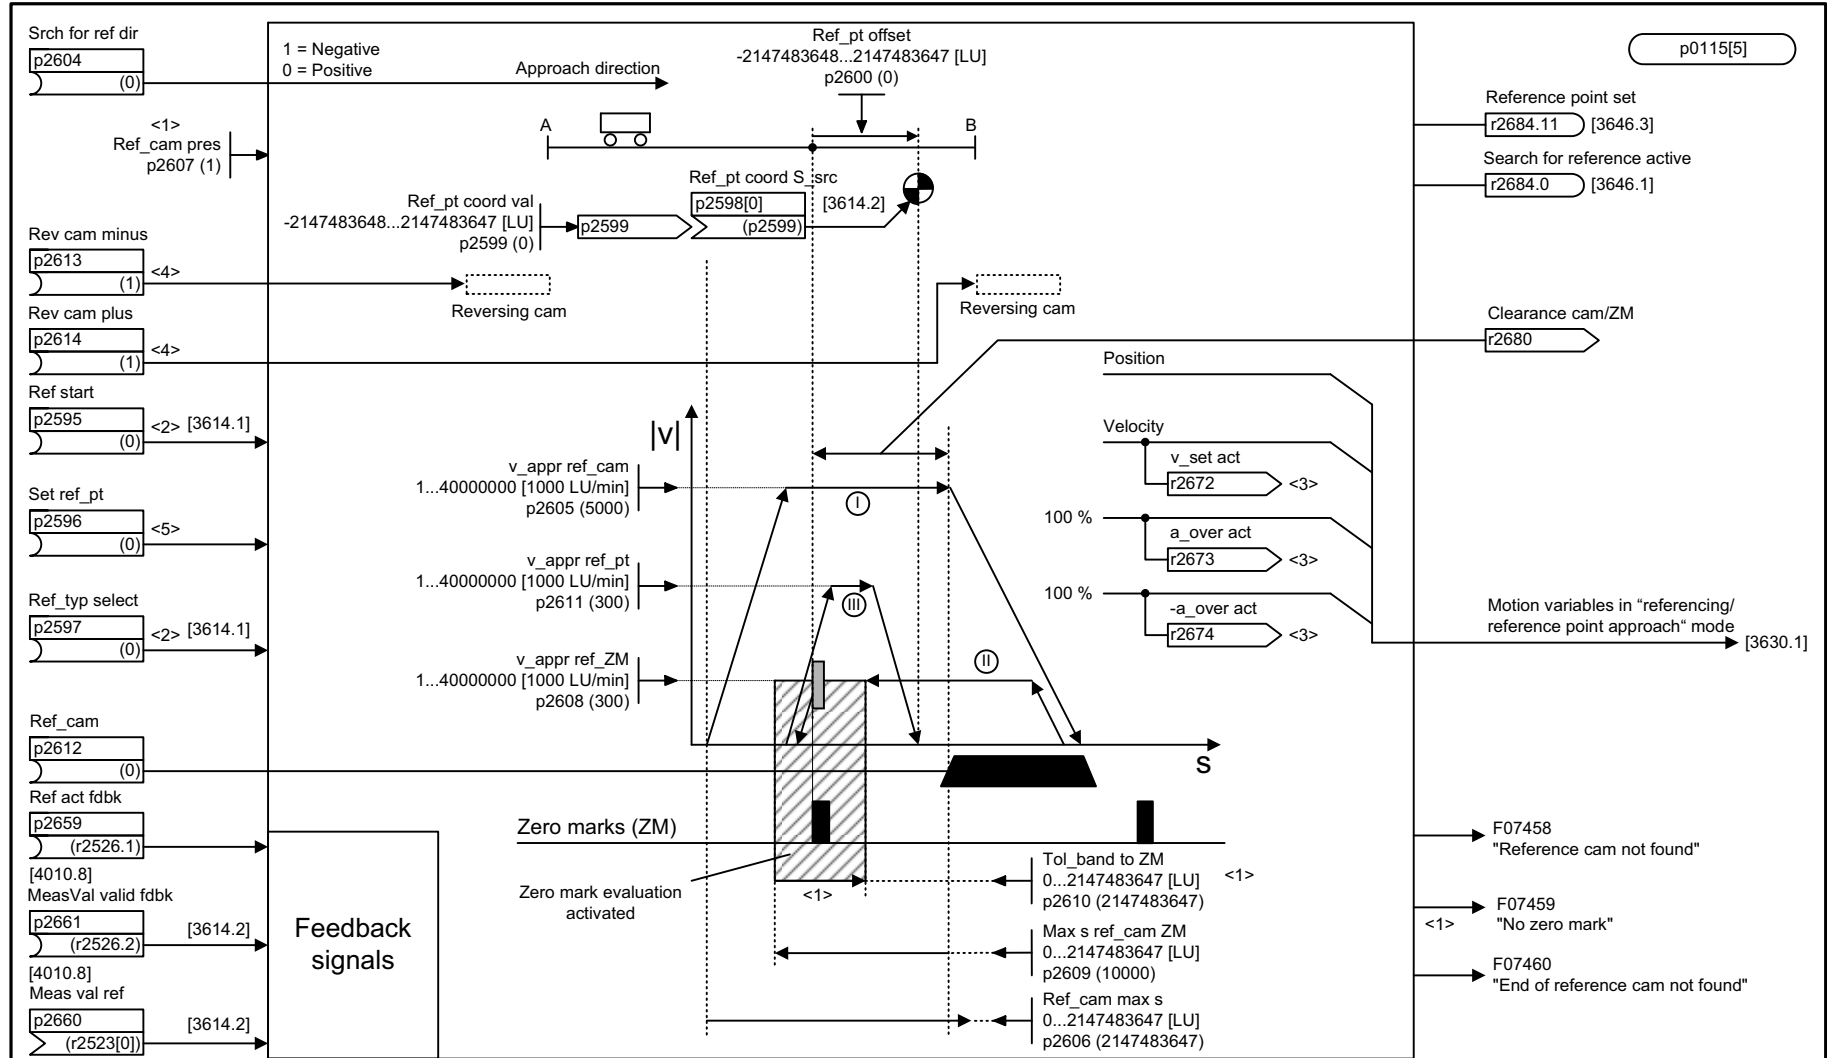 Srch for ref dir
p2604
(0)
1 = Negative
0 = Positive
Approach direction
Ref_pt offset
-2147483648...2147483647 [LU]
p2600 (0)
p0115[5]
<1>
Ref_cam pres
p2607 (1)
A
B
Reference point set
r2684.11
[3646.3]
Search for reference active
r2684.0
[3646.1]
Ref_pt coord val
-2147483648...2147483647 [LU]
p2599 (0)
p2599
Ref_pt coord S_src
p2598[0]
(p2599)
[3614.2]
Rev cam minus
p2613
(1)
<4>
Reversing cam
Reversing cam
Rev cam plus
p2614
(1)
<4>
Clearance cam/ZM
r2680
Ref start
p2595
(0)
<2> [3614.1]
Position
Velocity
v_set act
r2672
<3>
100 %
a_over act
r2673
<3>
100 %
-a_over act
r2674
<3>
Motion variables in “referencing/
reference point approach“ mode
[3630.1]
|v|
v_appr ref_cam
1...40000000 [1000 LU/min]
p2605 (5000)
I
Set ref_pt
p2596
(0)
<5>
v_appr ref_pt
1...40000000 [1000 LU/min]
p2611 (300)
III
Ref_typ select
p2597
(0)
<2> [3614.1]
v_appr ref_ZM
1...40000000 [1000 LU/min]
p2608 (300)
II
s
Ref_cam
p2612
(0)
Ref act fdbk
p2659
(r2526.1)
[4010.8]
MeasVal valid fdbk
p2661
(r2526.2)
[3614.2]
[4010.8]
Meas val ref
p2660
(r2523[0])
[3614.2]
Feedback
signals
Zero marks (ZM)
Zero mark evaluation
activated
<1>
Tol_band to ZM
0...2147483647 [LU]
p2610 (2147483647)
<1>
Max s ref_cam ZM
0...2147483647 [LU]
p2609 (10000)
Ref_cam max s
0...2147483647 [LU]
p2606 (2147483647)
F07458
"Reference cam not found"
<1>
F07459
"No zero mark"
F07460
"End of reference cam not found"